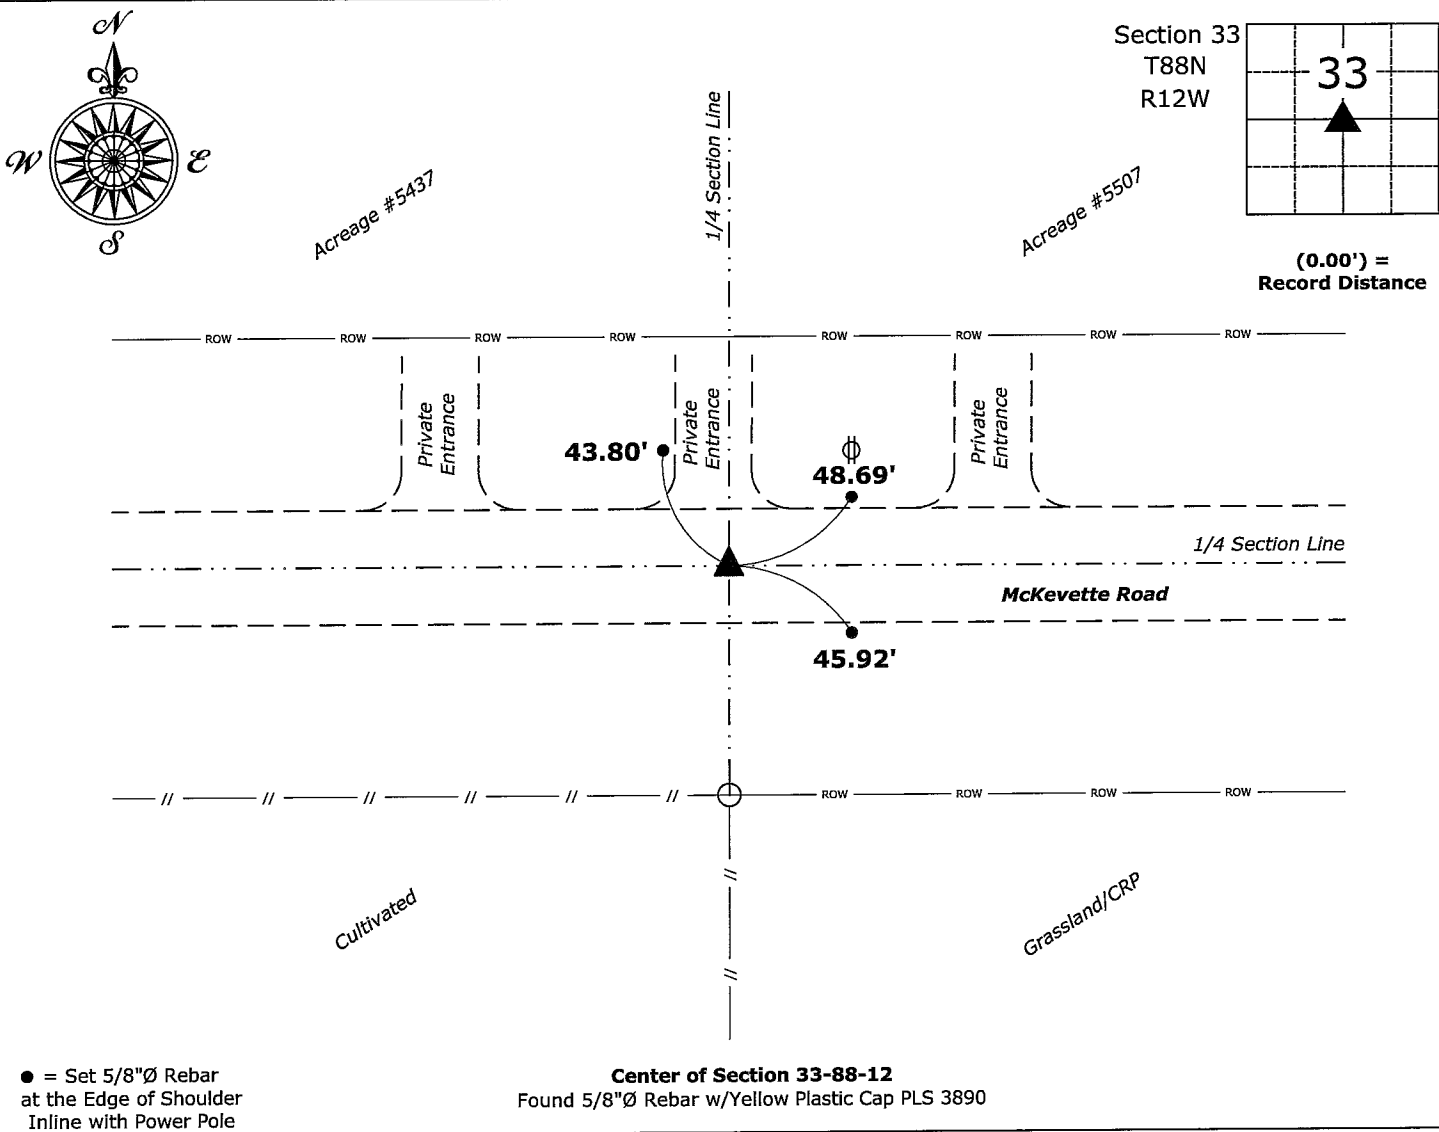 N
W
E
S
Section 33
T88N
R12W
33
(0.00') =
Record Distance
1/4 Section Line
Acreage #5437
Acreage #5507
ROW ROW ROW ROW ROW ROW ROW ROW
Private
Entrance
Private
Entrance
Private
Entrance
43.80'
48.69'
1/4 Section Line
McKevette Road
45.92'
ROW ROW ROW ROW
Cultivated
Grassland/CRP
● = Set 5/8"Ø Rebar
at the Edge of Shoulder
Inline with Power Pole
Center of Section 33-88-12
Found 5/8"Ø Rebar w/Yellow Plastic Cap PLS 3890